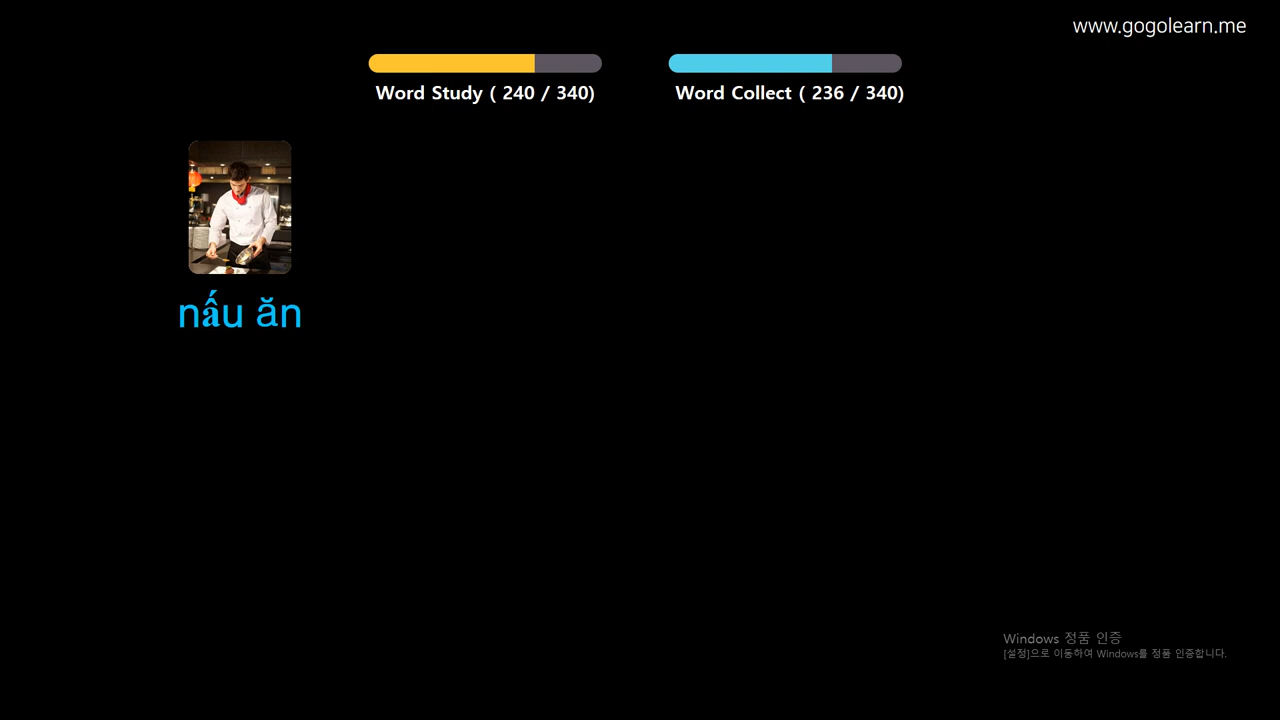 www.gogolearn.me
Word Study ( 240 / 340)
Word Collect ( 236 / 340)
nấu ăn
Windows 정품 인증
[설정]으로 이동하여 Windows를 정품 인증합니다.